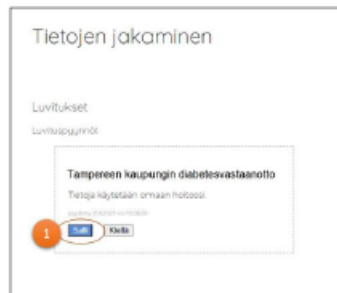 Tietojen jakaminen
Luvitukset
Luvituspyynnöt
Tampereen kaupungin diabetesvastaanotto
Tietoja käytetään omaan hoitoosi.
1
Salli
Kiellä